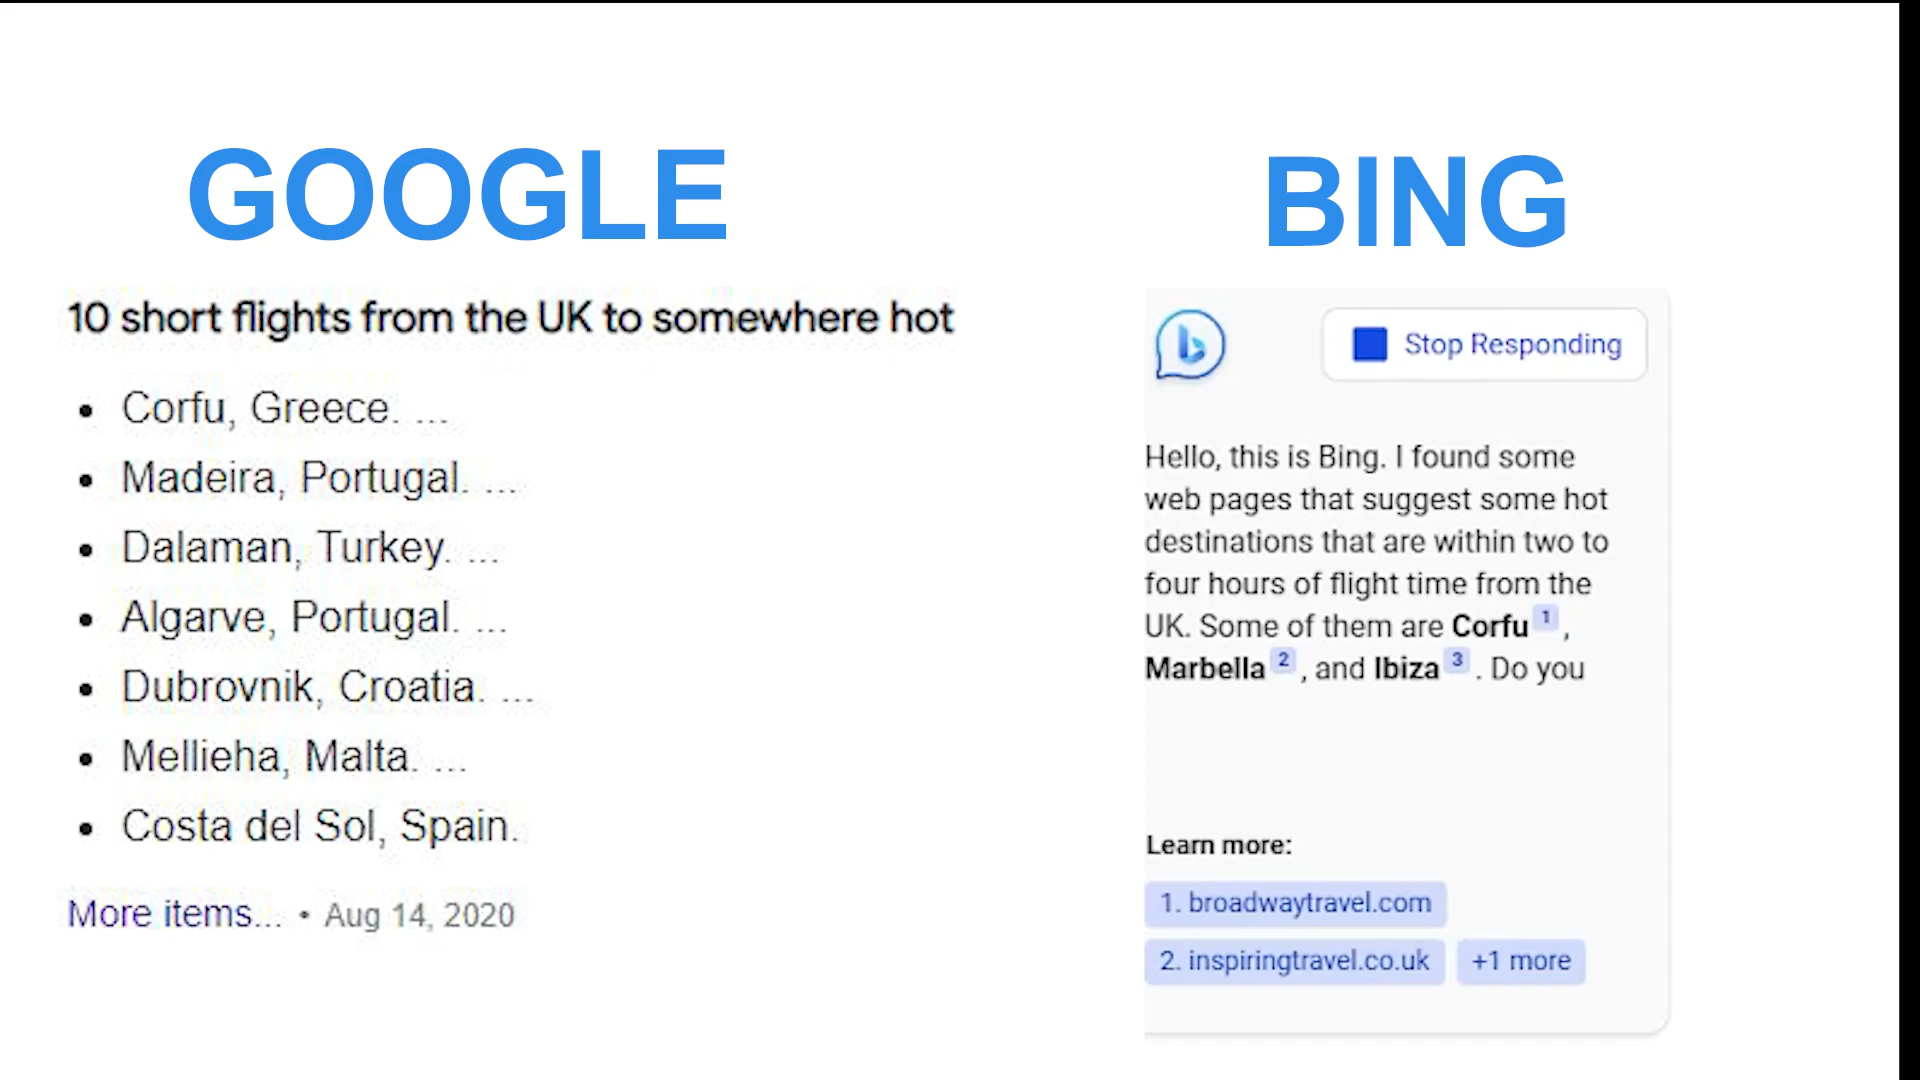 GOOGLE
10 short flights from the UK to somewhere hot
• Corfu, Greece. ...
• Madeira, Portugal. ...
• Dalaman, Turkey. ...
• Algarve, Portugal. ...
• Dubrovnik, Croatia. ...
• Mellieha, Malta. ...
• Costa del Sol, Spain.
More items... • Aug 14, 2020
BING
Stop Responding
Hello, this is Bing. I found some
web pages that suggest some hot
destinations that are within two to
four hours of flight time from the
UK. Some of them are Corfu 1 ,
Marbella 2 , and Ibiza 3 . Do you
Learn more:
1. broadwaytravel.com
2. inspiringtravel.co.uk +1 more